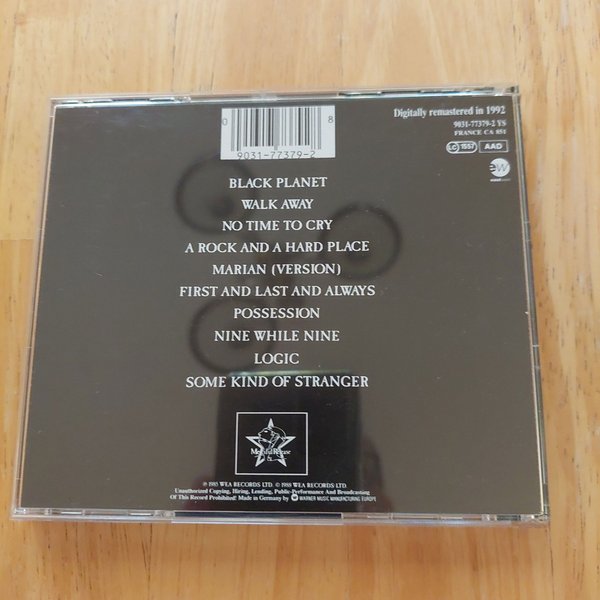 Digitally remastered in 1992
9031-77379-2 YS
FRANCE CA 851
LC 1557 AAD
ew
0 8
9031-77379-2
BLACK PLANET
WALK AWAY
NO TIME TO CRY
A ROCK AND A HARD PLACE
MARIAN (VERSION)
FIRST AND LAST AND ALWAYS
POSSESSION
NINE WHILE NINE
LOGIC
SOME KIND OF STRANGER
Merciful Release
℗ 1985 WEA RECORDS LTD. © 1988 WEA RECORDS LTD.
Unauthorized Copying, Hiring, Lending, Public Performance And Broadcasting
Of This Record Prohibited! Made in Germany by WARNER MUSIC MANUFACTURING EUROPE